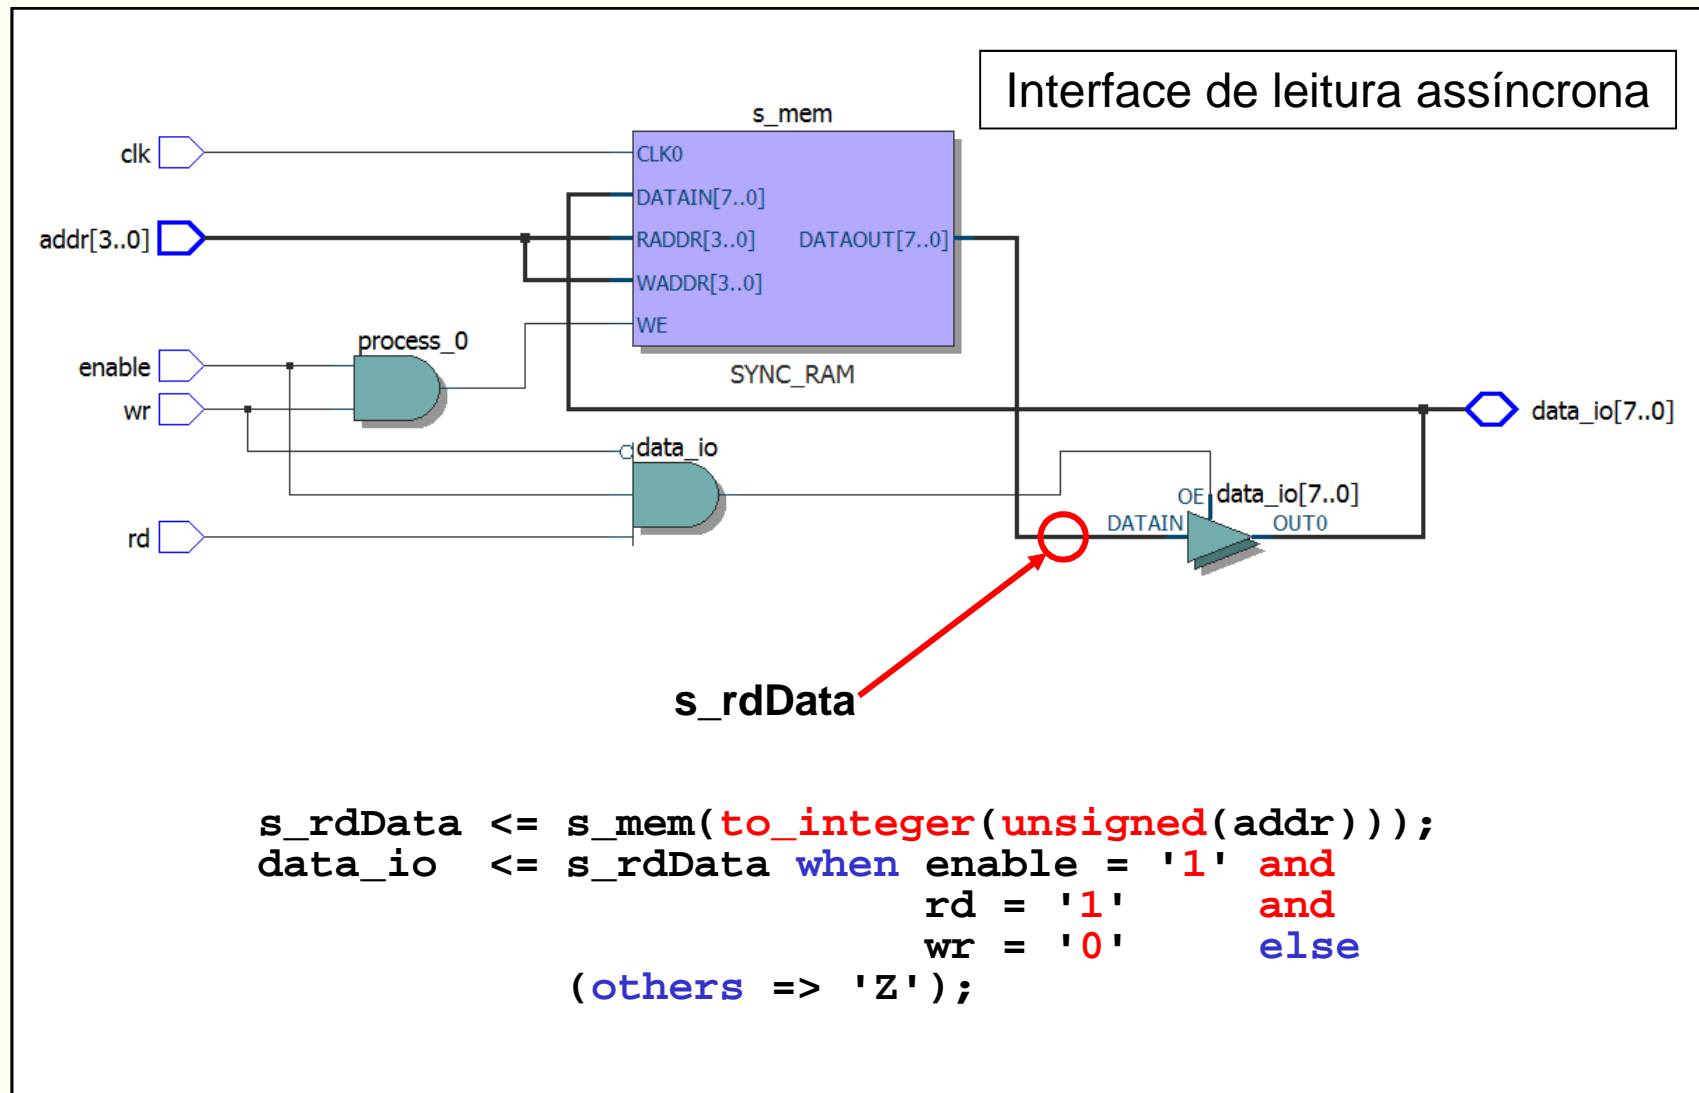 Interface de leitura assíncrona
s_mem
clk
CLK0
DATAIN[7..0]
addr[3..0]
RADDR[3..0] DATAOUT[7..0]
WADDR[3..0]
WE
process_0
enable
SYNC_RAM
wr
data_io[7..0]
data_io
OE data_io[7..0]
DATAIN OUT0
rd
s_rdData
s_rdData <= s_mem(to_integer(unsigned(addr)));
data_io <= s_rdData when enable = '1' and
rd = '1' and
wr = '0' else
(others => 'Z');